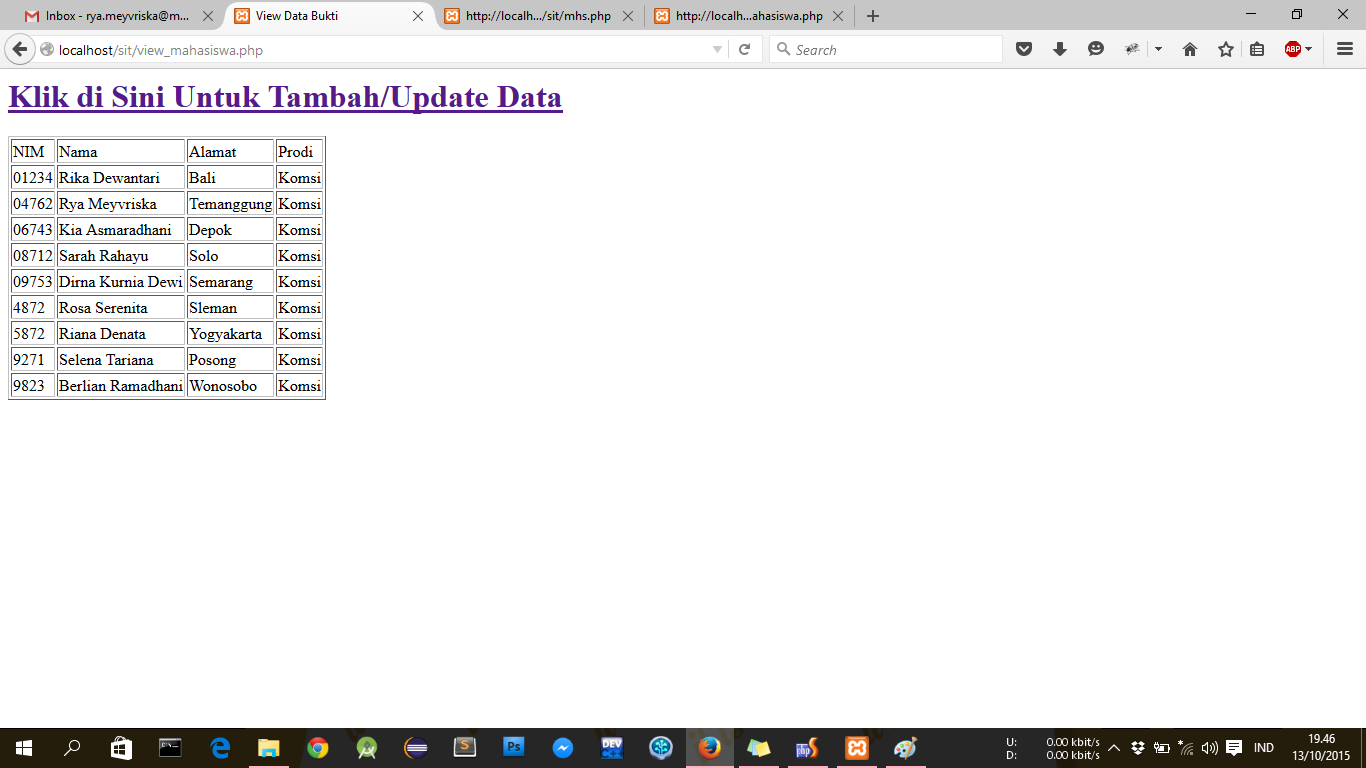 Inbox - rya.meyvriska@m...
View Data Bukti
http://localh.../sit/mhs.php
http://localh...ahasiswa.php
localhost/sit/view_mahasiswa.php
Search
ABP
Klik di Sini Untuk Tambah/Update Data
NIM Nama Alamat Prodi
01234 Rika Dewantari Bali Komsi
04762 Rya Meyvriska Temanggung Komsi
06743 Kia Asmaradhani Depok Komsi
08712 Sarah Rahayu Solo Komsi
09753 Dirna Kurnia Dewi Semarang Komsi
4872 Rosa Serenita Sleman Komsi
5872 Riana Denata Yogyakarta Komsi
9271 Selena Tariana Posong Komsi
9823 Berlian Ramadhani Wonosobo Komsi
Ps
DEV
php
U: 0.00 kbit/s
D: 0.00 kbit/s
IND
19.46
13/10/2015